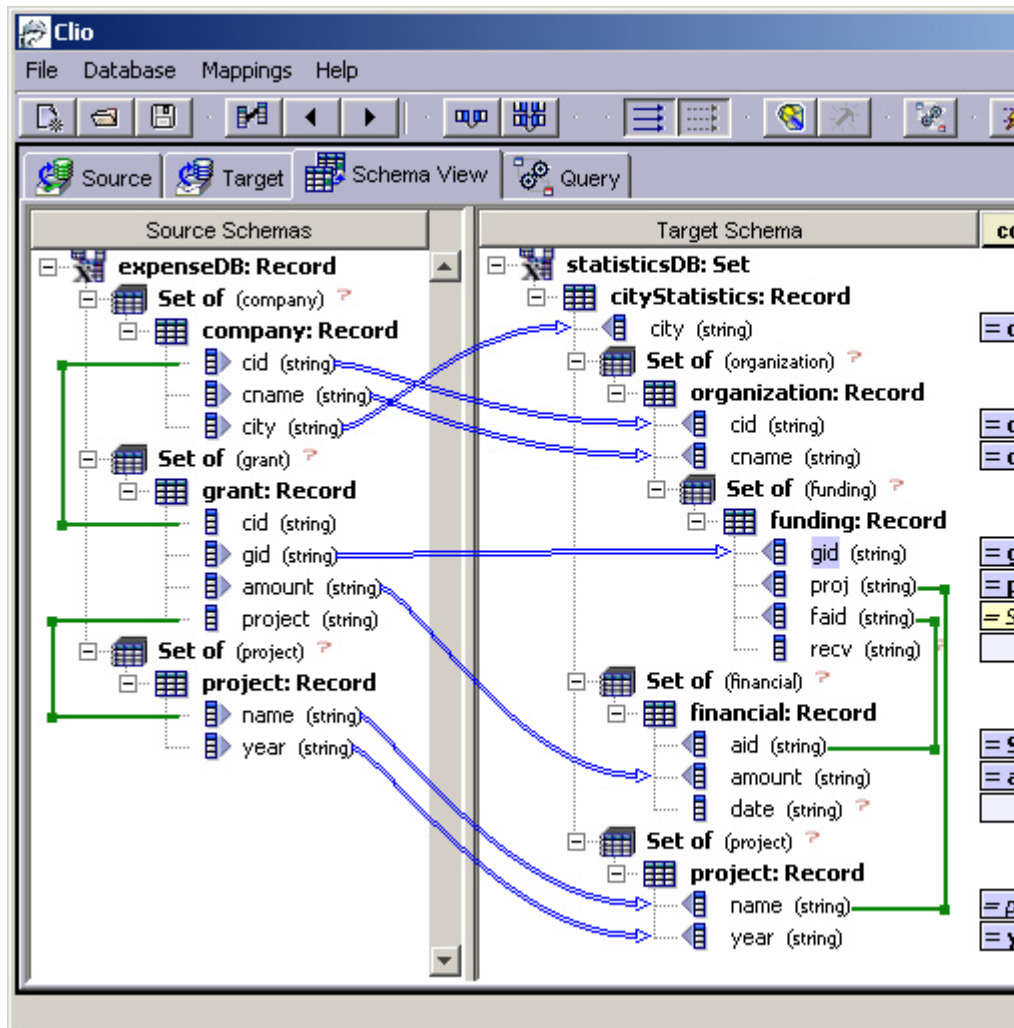 Clio
File Database Mappings Help
Source Target Schema View Query
Source Schemas
expenseDB: Record
Set of (company) ?
company: Record
cid (string)
cname (string)
city (string)
Set of (grant) ?
grant: Record
cid (string)
gid (string)
amount (string)
project (string)
Set of (project) ?
project: Record
name (string)
year (string)
Target Schema
statisticsDB: Set
cityStatistics: Record
city (string)
Set of (organization) ?
organization: Record
cid (string)
cname (string)
Set of (funding) ?
funding: Record
gid (string)
proj (string)
faid (string)
recv (string) ?
Set of (financial) ?
financial: Record
aid (string)
amount (string)
date (string) ?
Set of (project) ?
project: Record
name (string)
year (string)